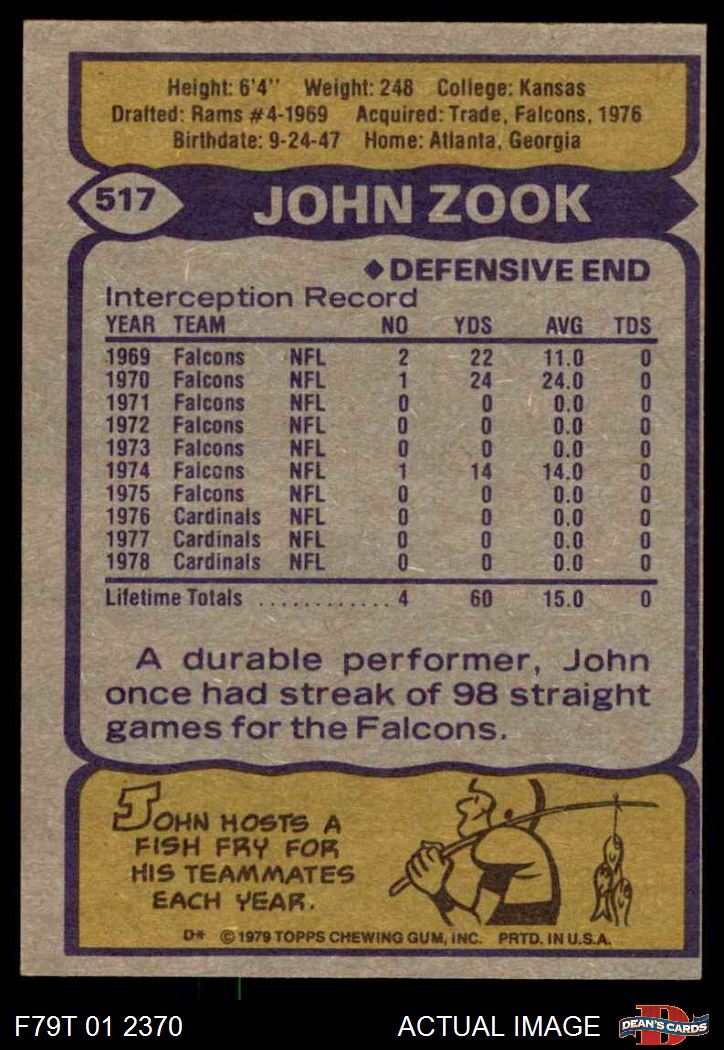 Height: 6'4'' Weight: 248 College: Kansas
Drafted: Rams #4-1969 Acquired: Trade, Falcons, 1976
Birthdate: 9-24-47 Home: Atlanta, Georgia
517 JOHN ZOOK
◆ DEFENSIVE END
Interception Record
YEAR TEAM NO YDS AVG TDS
1969 Falcons NFL 2 22 11.0 0
1970 Falcons NFL 1 24 24.0 0
1971 Falcons NFL 0 0 0.0 0
1972 Falcons NFL 0 0 0.0 0
1973 Falcons NFL 0 0 0.0 0
1974 Falcons NFL 1 14 14.0 0
1975 Falcons NFL 0 0 0.0 0
1976 Cardinals NFL 0 0 0.0 0
1977 Cardinals NFL 0 0 0.0 0
1978 Cardinals NFL 0 0 0.0 0
Lifetime Totals ............ 4 60 15.0 0
A durable performer, John
once had streak of 98 straight
games for the Falcons.
JOHN HOSTS A
FISH FRY FOR
HIS TEAMMATES
EACH YEAR.
D* © 1979 TOPPS CHEWING GUM, INC. PRTD. IN U.S.A.
F79T 01 2370 ACTUAL IMAGE D DEAN'S CARDS